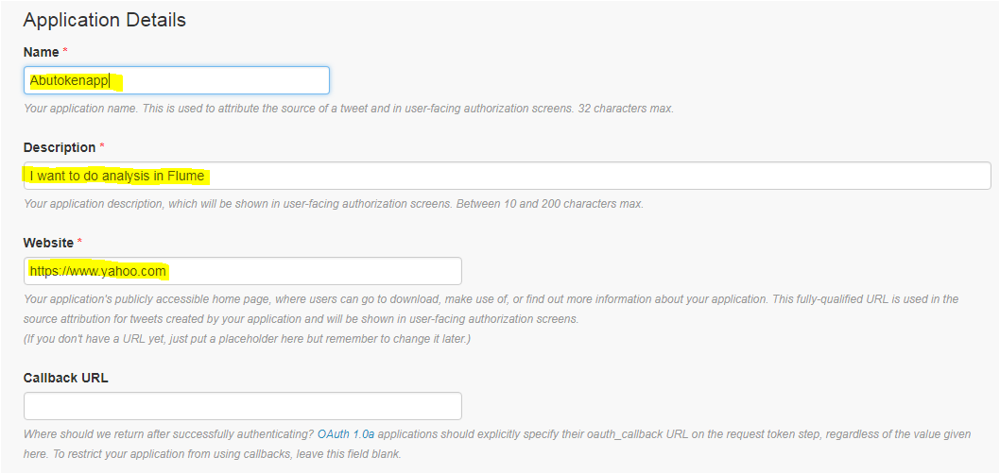 Application Details
Name *
Abutokenapp
Your application name. This is used to attribute the source of a tweet and in user-facing authorization screens. 32 characters max.
Description *
I want to do analysis in Flume
Your application description, which will be shown in user-facing authorization screens. Between 10 and 200 characters max.
Website *
https://www.yahoo.com
Your application's publicly accessible home page, where users can go to download, make use of, or find out more information about your application. This fully-qualified URL is used in the
source attribution for tweets created by your application and will be shown in user-facing authorization screens.
(If you don't have a URL yet, just put a placeholder here but remember to change it later.)
Callback URL
Where should we return after successfully authenticating? OAuth 1.0a applications should explicitly specify their oauth_callback URL on the request token step, regardless of the value given
here. To restrict your application from using callbacks, leave this field blank.